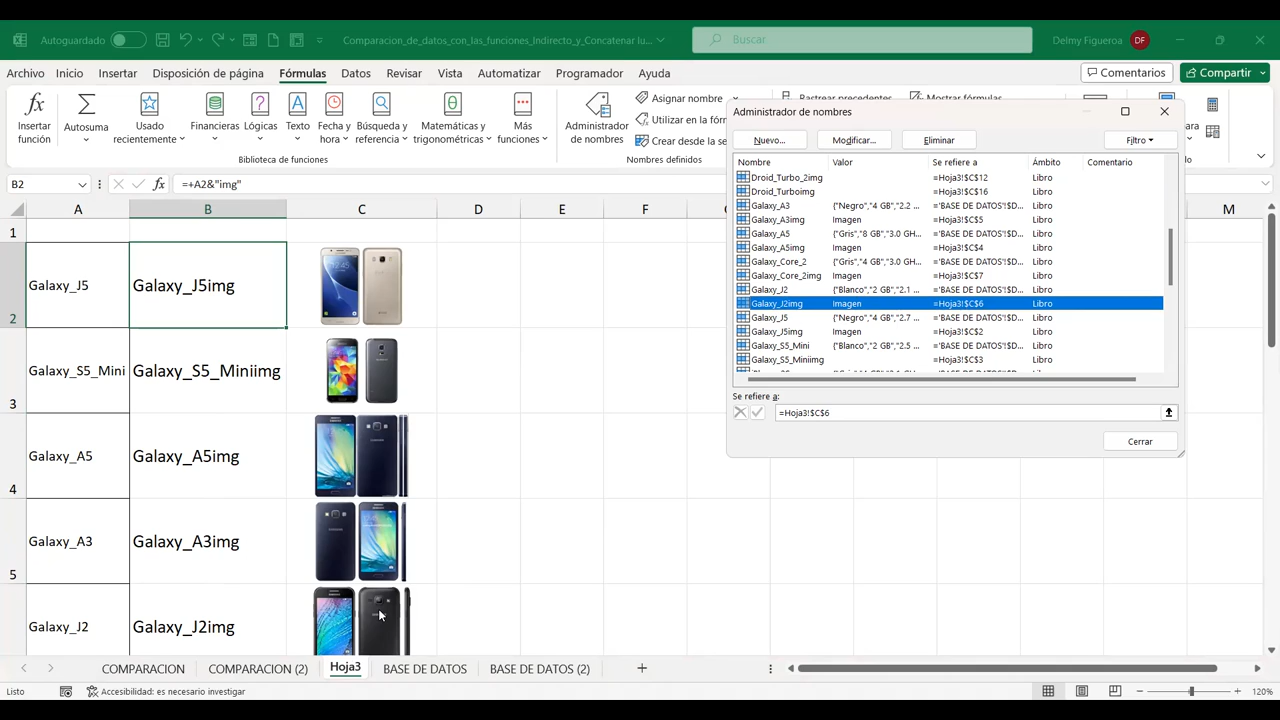 Autoguardado
Comparacion_de_datos_con_las_funciones_Indirecto_y_Concatenar lu...
Buscar
Delmy Figueroa DF
Archivo Inicio Insertar Disposición de página Fórmulas Datos Revisar Vista Automatizar Programador Ayuda
Comentarios Compartir
Insertar función
Autosuma
Usado recientemente
Financieras
Lógicas
Texto
Fecha y hora
Búsqueda y referencia
Matemáticas y trigonométricas
Más funciones
Biblioteca de funciones
Administrador de nombres
Asignar nombre
Utilizar en la fórm
Crear desde la se
Nombres definidos
Rastrear precedentes
Mostrar fórmulas
B2 fx =+A2&"img"
A B C D E F M
1
Galaxy_J5 Galaxy_J5img
2
Galaxy_S5_Mini Galaxy_S5_Miniimg
3
Galaxy_A5 Galaxy_A5img
4
Galaxy_A3 Galaxy_A3img
5
Galaxy_J2 Galaxy_J2img
Administrador de nombres
Nuevo... Modificar... Eliminar Filtro
Nombre Valor Se refiere a Ámbito Comentario
Droid_Turbo_2img =Hoja3!$C$12 Libro
Droid_Turboimg =Hoja3!$C$16 Libro
Galaxy_A3 {"Negro","4 GB","2.2 ... ='BASE DE DATOS'!$D... Libro
Galaxy_A3img Imagen =Hoja3!$C$5 Libro
Galaxy_A5 {"Gris","8 GB","3.0 GH... ='BASE DE DATOS'!$D... Libro
Galaxy_A5img Imagen =Hoja3!$C$4 Libro
Galaxy_Core_2 {"Gris","4 GB","3.0 GH... ='BASE DE DATOS'!$D... Libro
Galaxy_Core_2img Imagen =Hoja3!$C$7 Libro
Galaxy_J2 {"Blanco","2 GB","2.1 ... ='BASE DE DATOS'!$D... Libro
Galaxy_J2img Imagen =Hoja3!$C$6 Libro
Galaxy_J5 {"Negro","4 GB","2.7 ... ='BASE DE DATOS'!$D... Libro
Galaxy_J5img Imagen =Hoja3!$C$2 Libro
Galaxy_S5_Mini {"Blanco","2 GB","2.5 ... ='BASE DE DATOS'!$D... Libro
Galaxy_S5_Miniimg =Hoja3!$C$3 Libro
Se refiere a:
=Hoja3!$C$6
Cerrar
COMPARACION COMPARACION (2) Hoja3 BASE DE DATOS BASE DE DATOS (2)
Listo Accesibilidad: es necesario investigar 120%